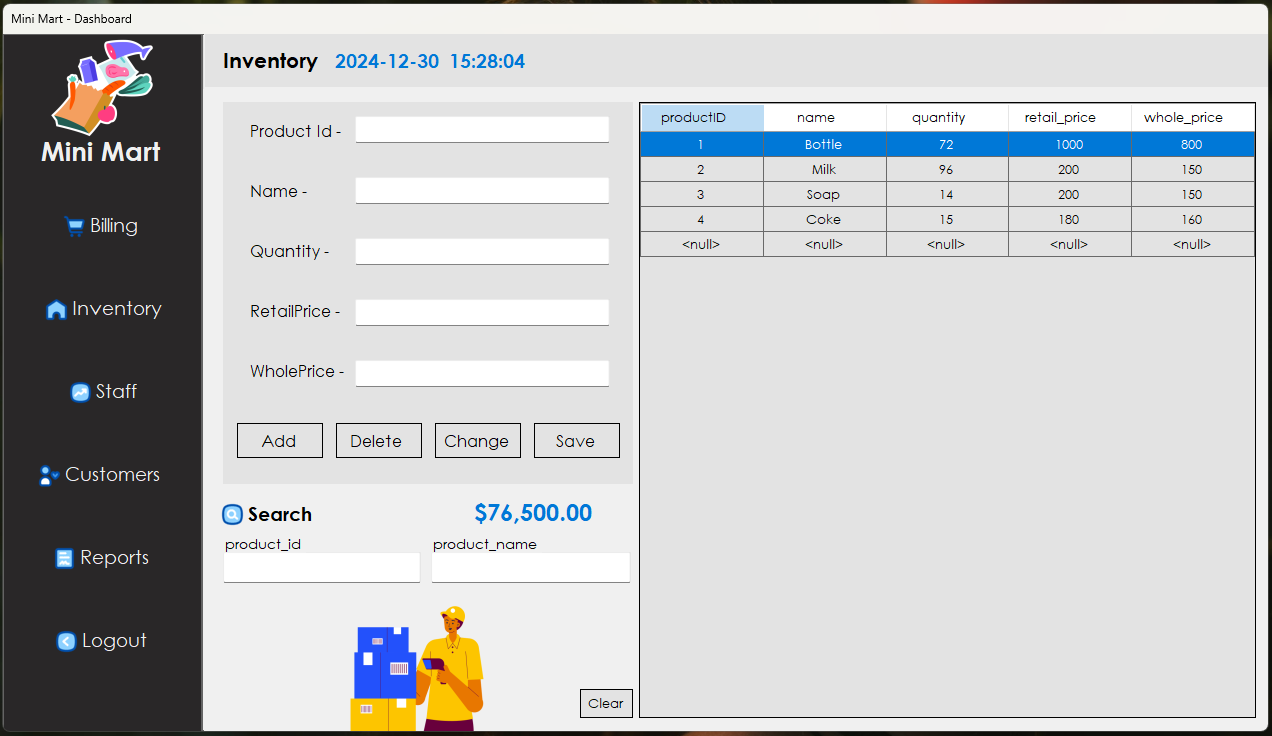 Mini Mart - Dashboard
Mini Mart
Billing
Inventory
Staff
Customers
Reports
Logout
Inventory 2024-12-30 15:28:04
Product Id -
Name -
Quantity -
RetailPrice -
WholePrice -
Add Delete Change Save
Search $76,500.00
product_id product_name
Clear
productID name quantity retail_price whole_price
1 Bottle 72 1000 800
2 Milk 96 200 150
3 Soap 14 200 150
4 Coke 15 180 160
<null> <null> <null> <null> <null>